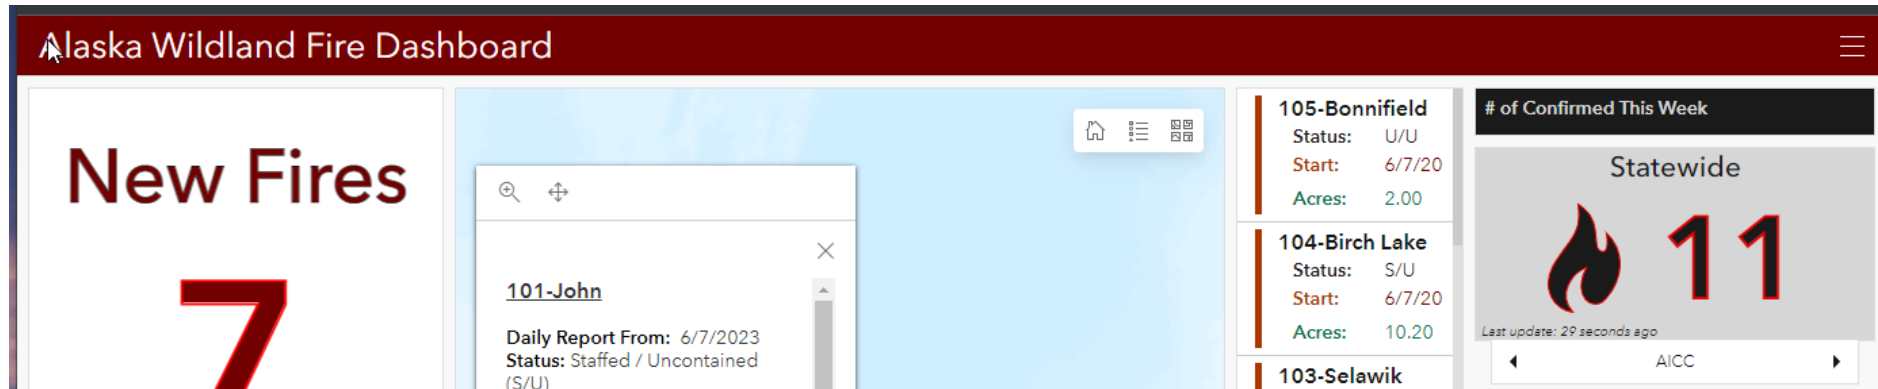 Alaska Wildland Fire Dashboard
New Fires
7
101-John
Daily Report From: 6/7/2023
Status: Staffed / Uncontained
(S/U)
105-Bonnifield
Status: U/U
Start: 6/7/20
Acres: 2.00
104-Birch Lake
Status: S/U
Start: 6/7/20
Acres: 10.20
103-Selawik
# of Confirmed This Week
Statewide
11
Last update: 29 seconds ago
AICC